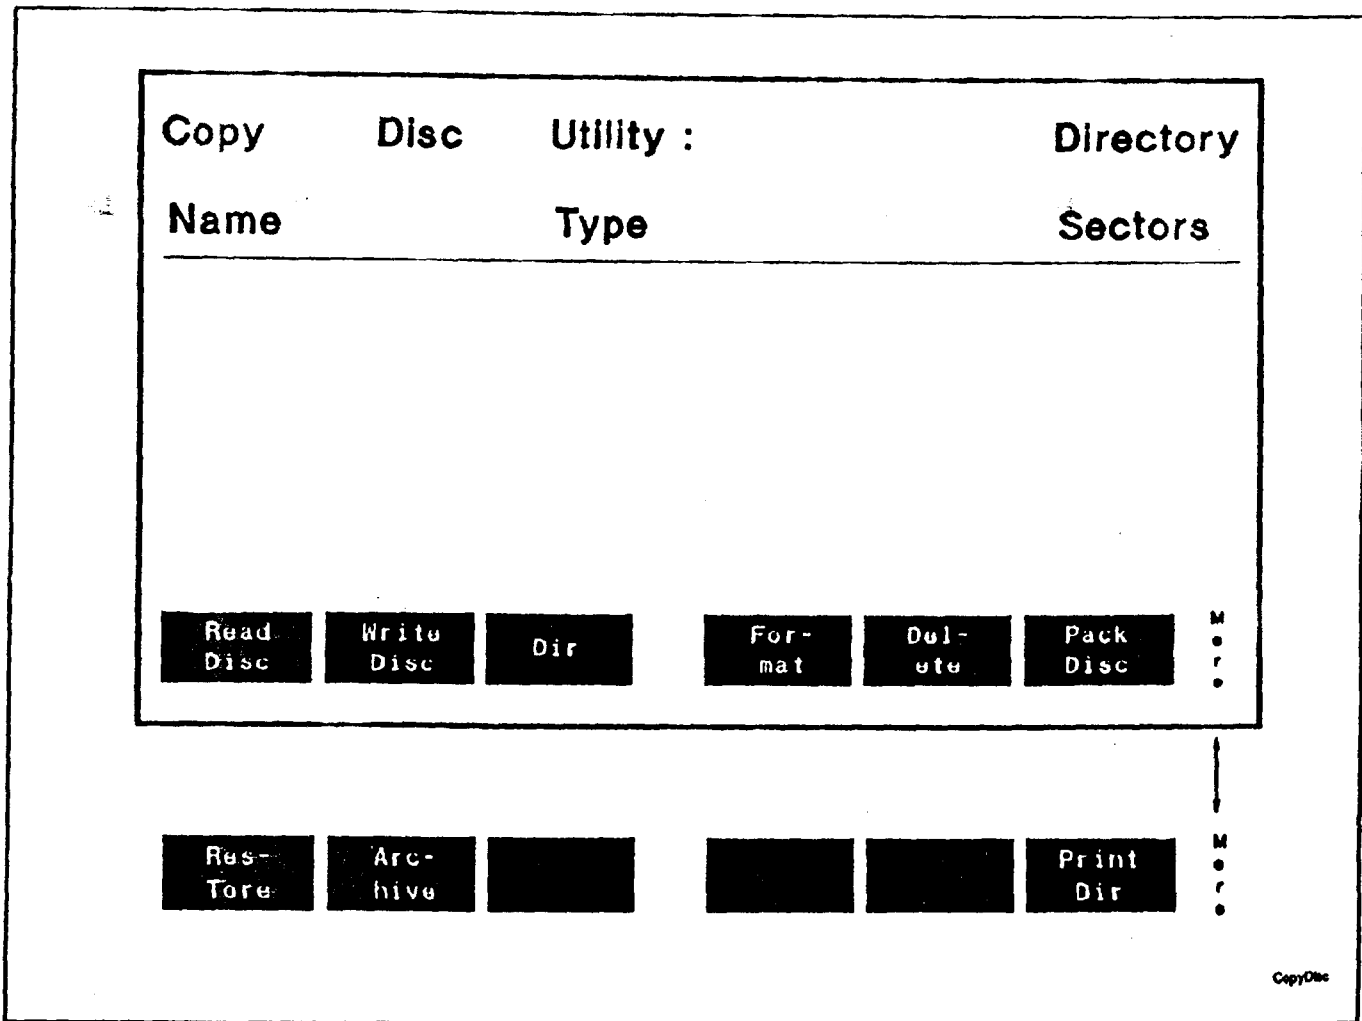 Copy Disc Utility : Directory
Name Type Sectors
Read Disc
Write Disc
Dir
For-
mat
Del-
ete
Pack
Disc
More
Res-
Tore
Arc-
hive
Print
Dir
More
CopyDisc